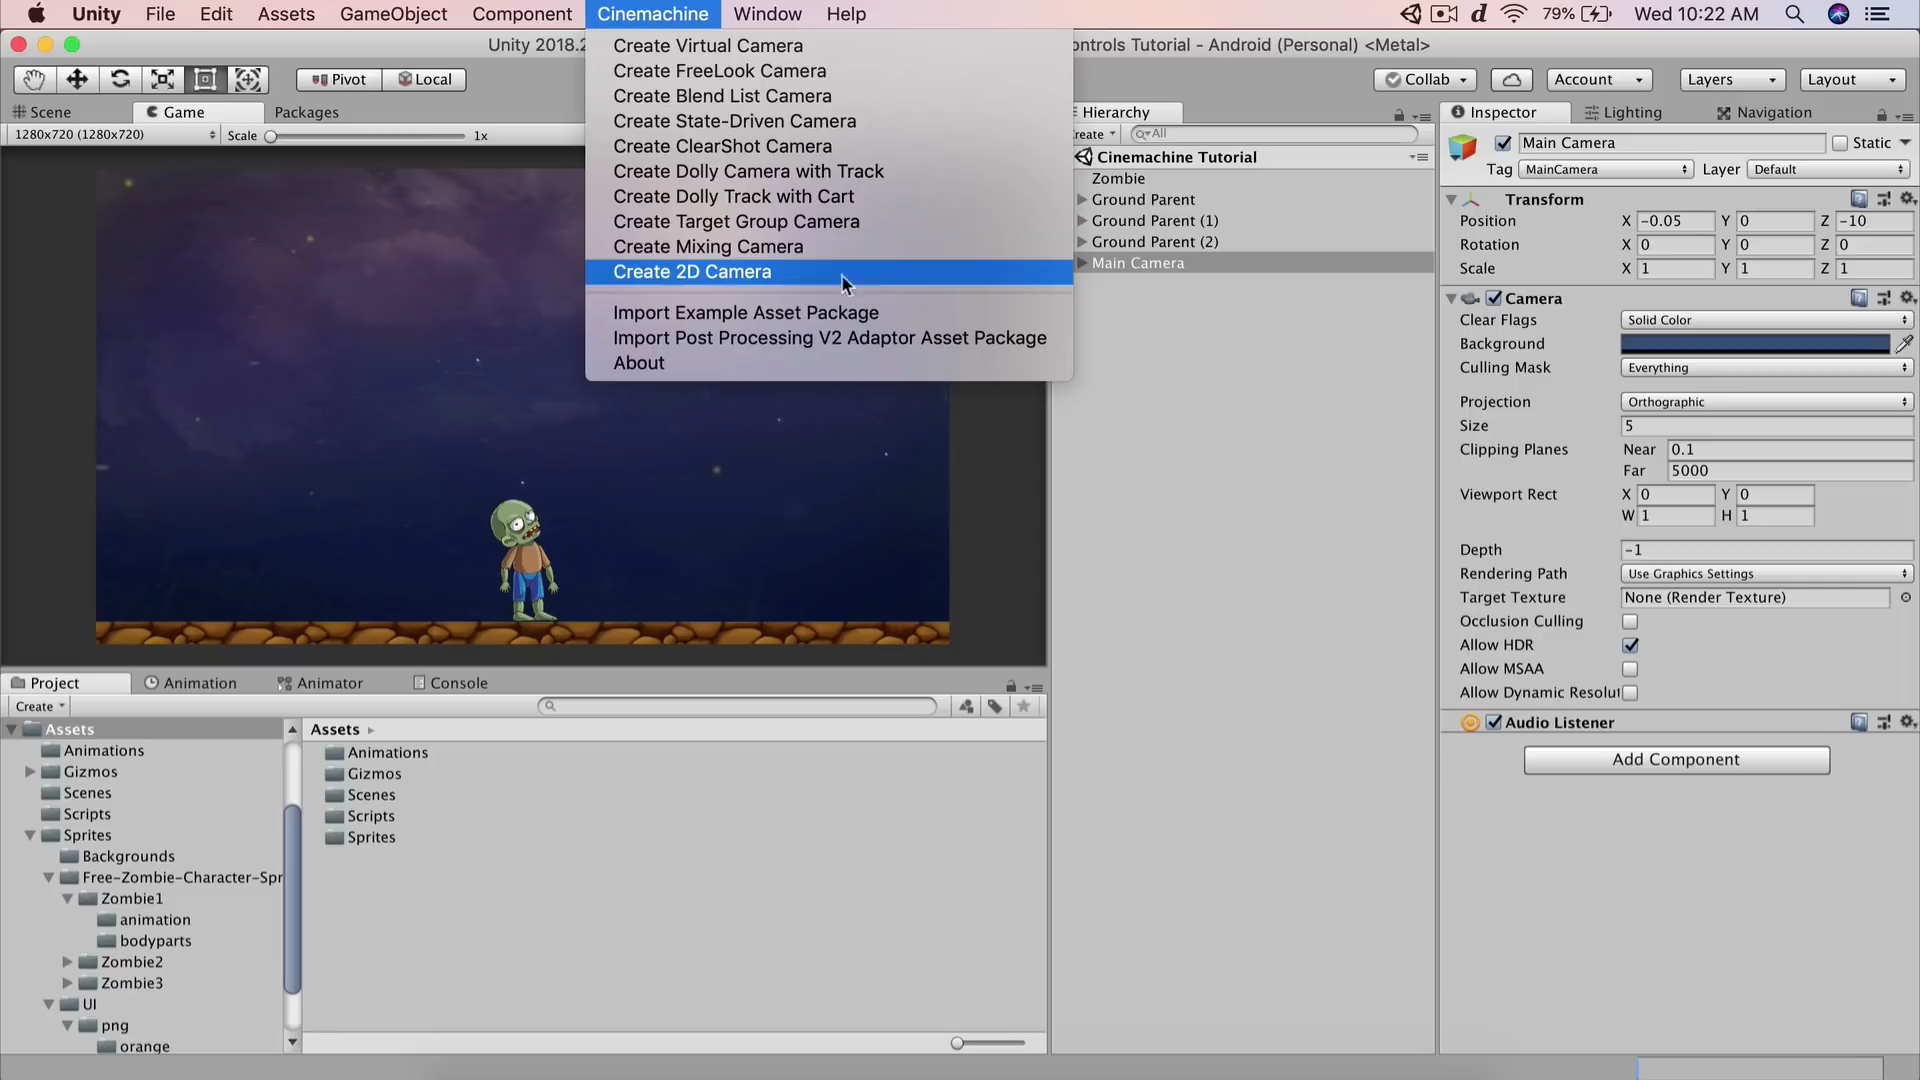 Unity File Edit Assets GameObject Component Cinemachine Window Help
d 79% Wed 10:22 AM
Unity 2018.2
ontrols Tutorial - Android (Personal) <Metal>
Pivot Local
Collab Account Layers Layout
Scene Game Packages
1280x720 (1280x720) Scale 1x
Create Virtual Camera
Create FreeLook Camera
Create Blend List Camera
Create State-Driven Camera
Create ClearShot Camera
Create Dolly Camera with Track
Create Dolly Track with Cart
Create Target Group Camera
Create Mixing Camera
Create 2D Camera
Import Example Asset Package
Import Post Processing V2 Adaptor Asset Package
About
Hierarchy
reate All
Cinemachine Tutorial
Zombie
Ground Parent
Ground Parent (1)
Ground Parent (2)
Main Camera
Inspector Lighting Navigation
Main Camera Static
Tag MainCamera Layer Default
Transform
Position X -0.05 Y 0 Z -10
Rotation X 0 Y 0 Z 0
Scale X 1 Y 1 Z 1
Camera
Clear Flags Solid Color
Background
Culling Mask Everything
Projection Orthographic
Size 5
Clipping Planes Near 0.1
Far 5000
Viewport Rect X 0 Y 0
W 1 H 1
Depth -1
Rendering Path Use Graphics Settings
Target Texture None (Render Texture)
Occlusion Culling
Allow HDR
Allow MSAA
Allow Dynamic Resolut
Audio Listener
Add Component
Project Animation Animator Console
Create
Assets
Animations
Gizmos
Scenes
Scripts
Sprites
Backgrounds
Free-Zombie-Character-Spr
Zombie1
animation
bodyparts
Zombie2
Zombie3
UI
png
orange
Assets
Animations
Gizmos
Scenes
Scripts
Sprites